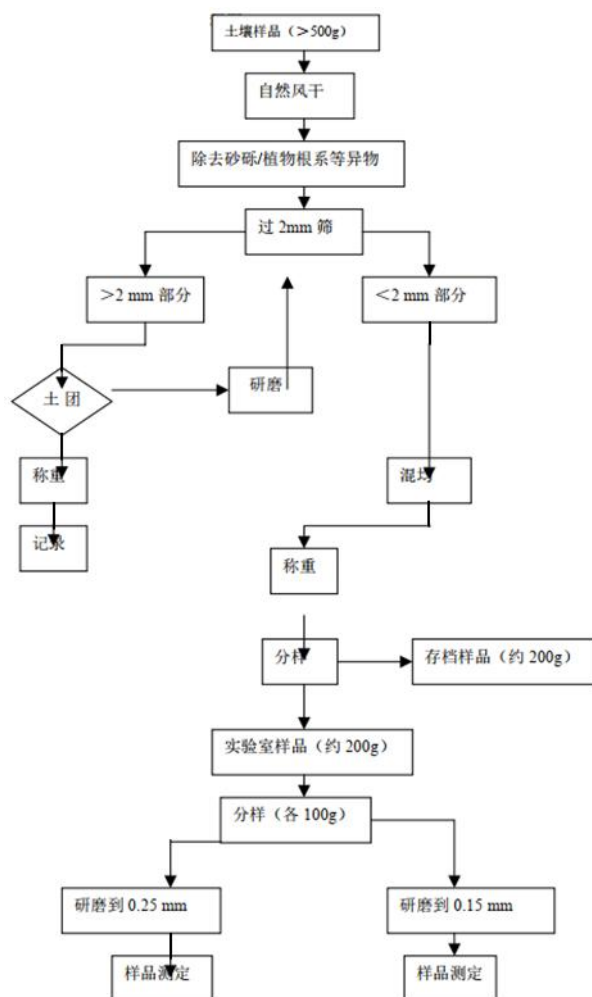 土壤样品（＞500g）
自然风干
除去砂砾/植物根系等异物
过 2mm 筛
＞2 mm 部分
＜2 mm 部分
土 团
研磨
称重
混均
记录
称重
分样
存档样品（约 200g）
实验室样品（约 200g）
分样（各 100g）
研磨到 0.25 mm
研磨到 0.15 mm
样品测定
样品测定